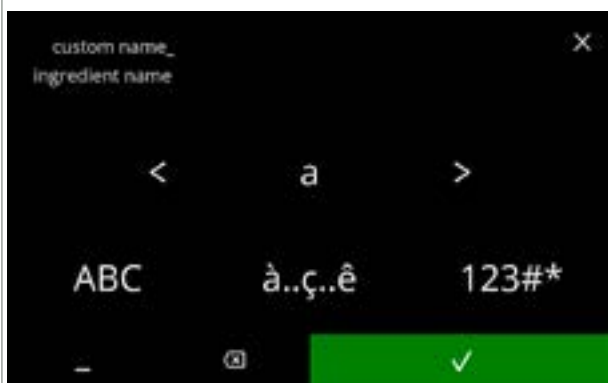 custom name_
ingredient name
< a >
ABC à..ç..ê 123#*
_